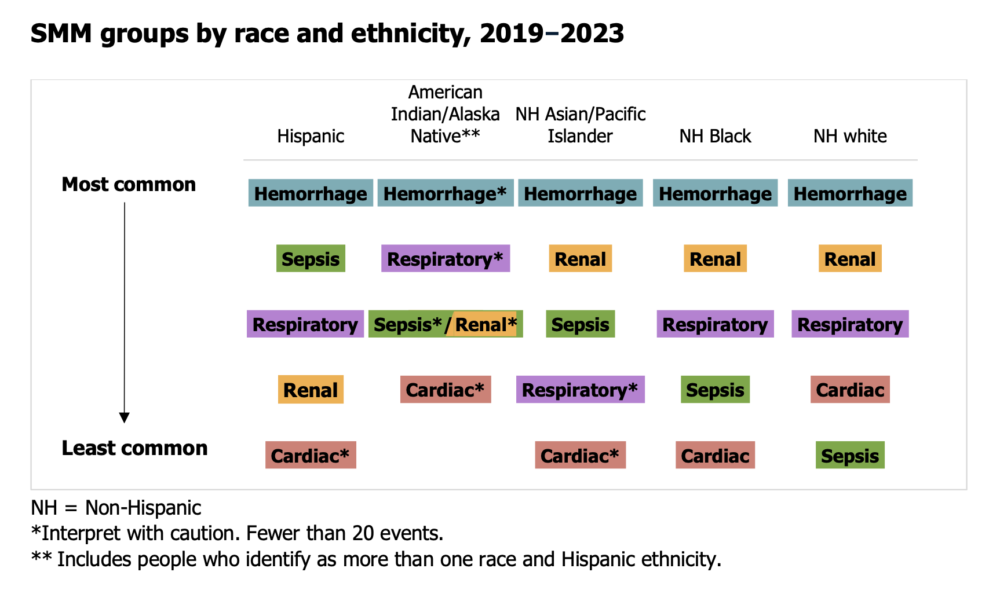 SMM groups by race and ethnicity, 2019–2023
American
Indian/Alaska NH Asian/Pacific
Hispanic Native** Islander NH Black NH white
Most common
Hemorrhage Hemorrhage* Hemorrhage Hemorrhage Hemorrhage
Sepsis Respiratory* Renal Renal Renal
Respiratory Sepsis*/Renal* Sepsis Respiratory Respiratory
Renal Cardiac* Respiratory* Sepsis Cardiac
Least common
Cardiac* Cardiac* Cardiac Sepsis
NH = Non-Hispanic
*Interpret with caution. Fewer than 20 events.
** Includes people who identify as more than one race and Hispanic ethnicity.